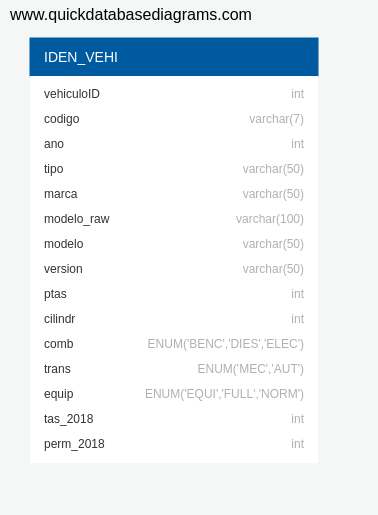 www.quickdatabasediagrams.com
IDEN_VEHI
vehiculoID int
codigo varchar(7)
ano int
tipo varchar(50)
marca varchar(50)
modelo_raw varchar(100)
modelo varchar(50)
version varchar(50)
ptas int
cilindr int
comb ENUM('BENC','DIES','ELEC')
trans ENUM('MEC','AUT')
equip ENUM('EQUI','FULL','NORM')
tas_2018 int
perm_2018 int